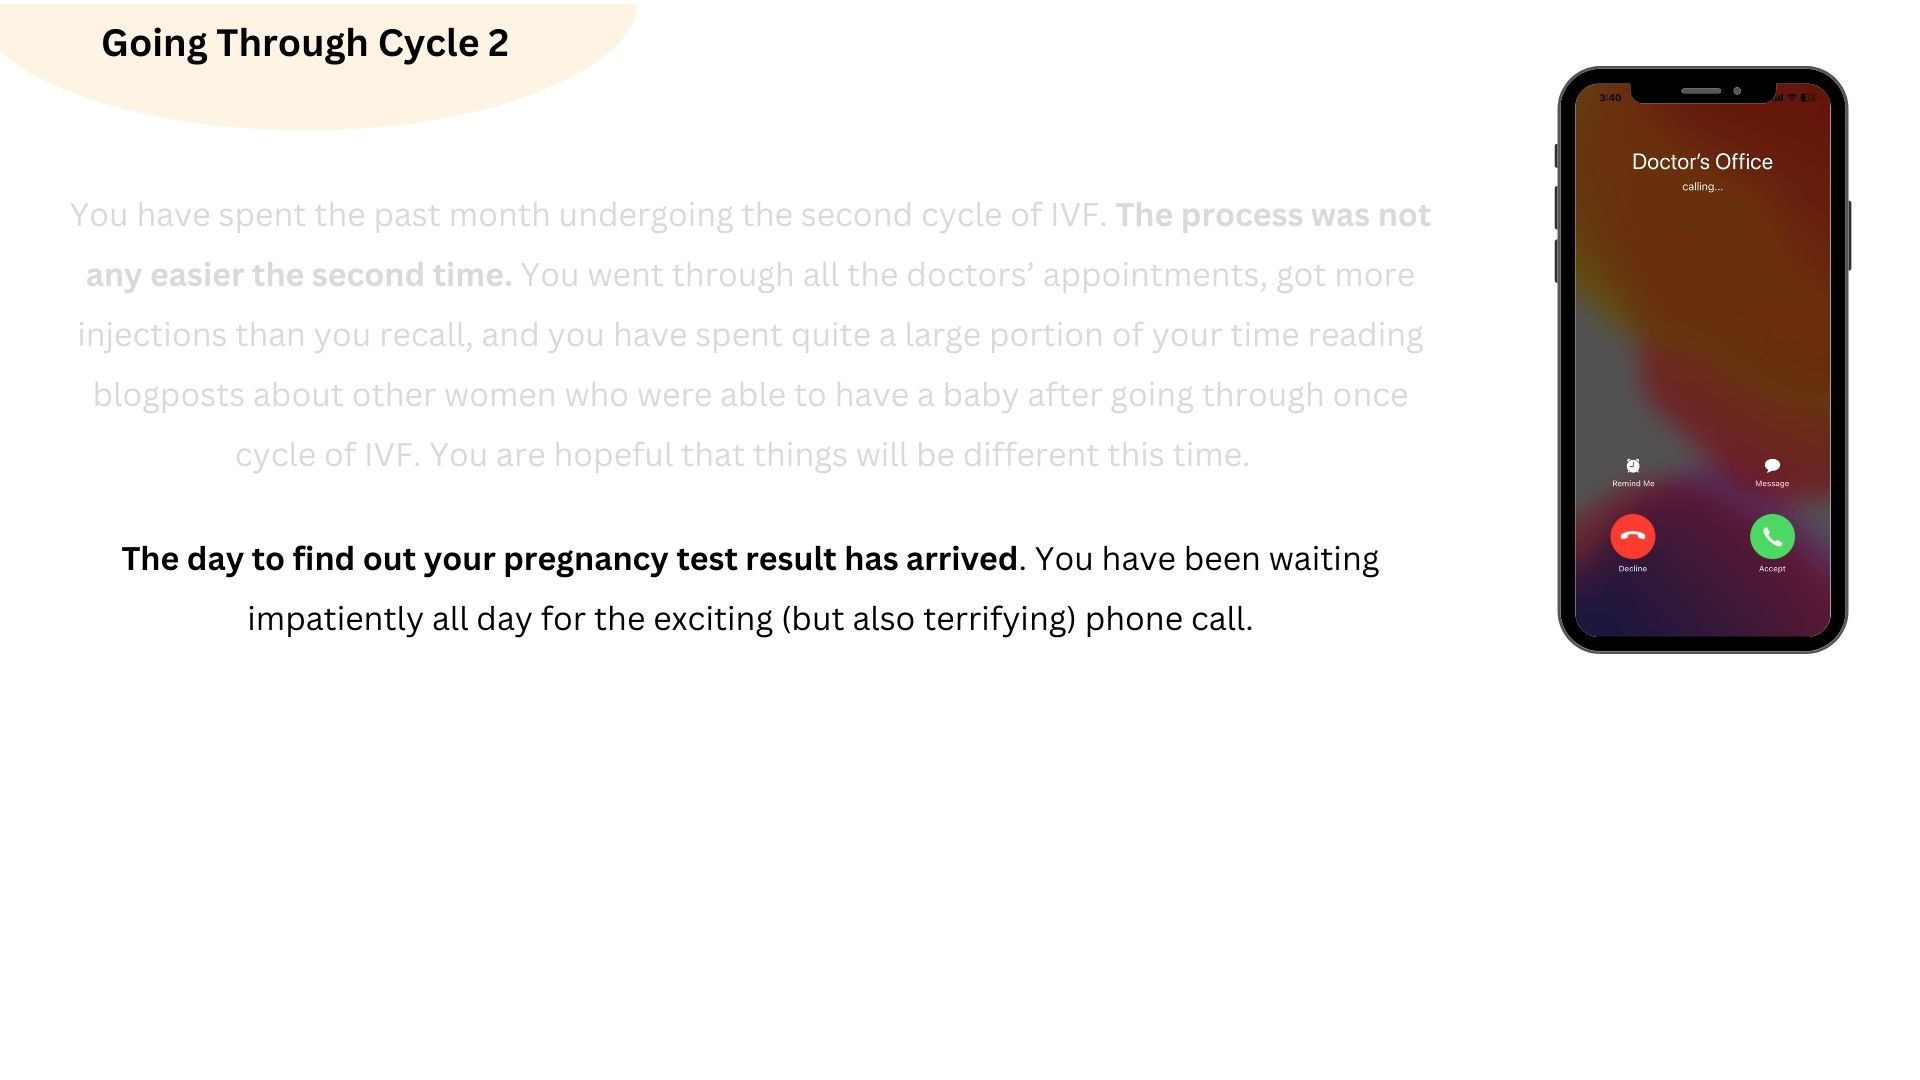 Going Through Cycle 2
You have spent the past month undergoing the second cycle of IVF. The process was not
any easier the second time. You went through all the doctors’ appointments, got more
injections than you recall, and you have spent quite a large portion of your time reading
blogposts about other women who were able to have a baby after going through once
cycle of IVF. You are hopeful that things will be different this time.
The day to find out your pregnancy test result has arrived. You have been waiting
impatiently all day for the exciting (but also terrifying) phone call.
3:40
Doctor’s Office
calling...
Remind Me
Message
Decline
Accept